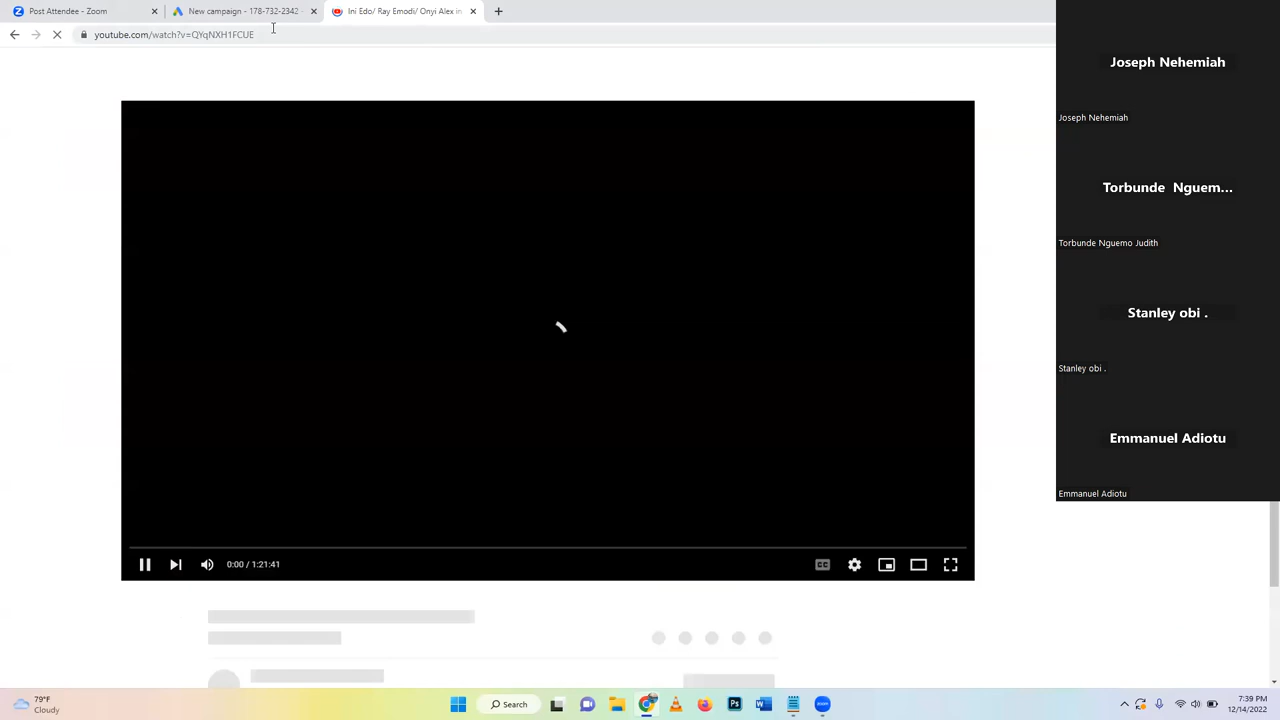 Post Attendee - Zoom
New campaign - 178-732-2342 -
Ini Edo/ Ray Emodi/ Onyi Alex in
youtube.com/watch?v=QYqNXH1FCUE
Joseph Nehemiah
Joseph Nehemiah
Torbunde Nguem...
Torbunde Nguemo Judith
Stanley obi .
Stanley obi .
Emmanuel Adiotu
Emmanuel Adiotu
0:00 / 1:21:41
CC
79°F
Cloudy
Search
7:39 PM
12/14/2022